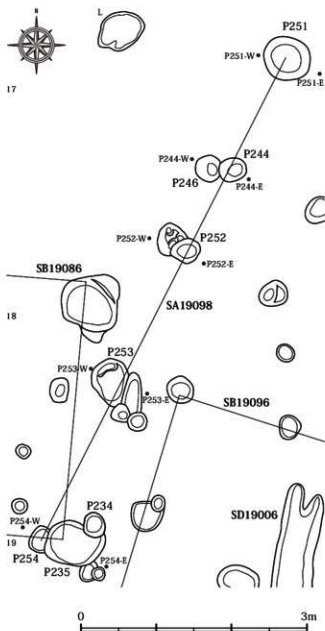 N
L
P251
P251-W
P251-E
17
P244-W
P244
P246
P244-E
P252-W
P252
P252-E
SB19086
SA19098
18
P253
P253-W
P253-E
SB19096
P234
SD19006
P254-W
19
P254
P254-E
P235
0
3m